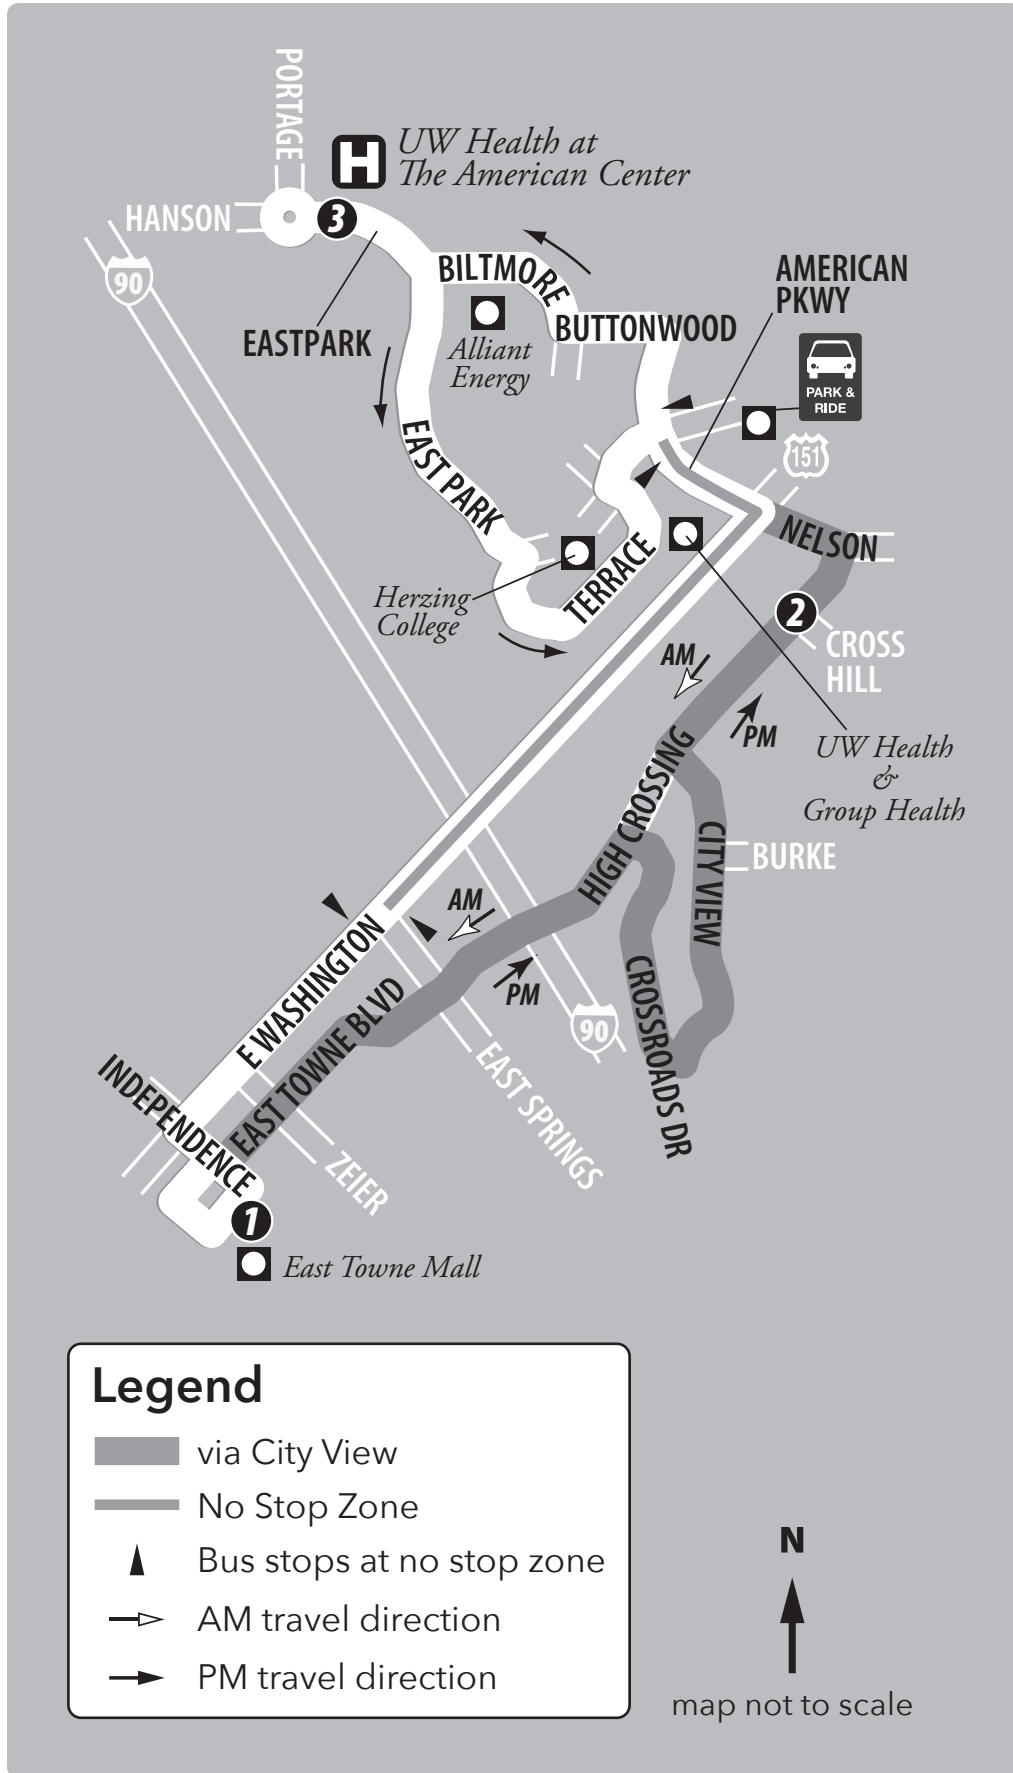 PORTAGE
H
UW Health at
The American Center
HANSON
3
90
BILTMORE
AMERICAN
PKWY
EASTPARK
BUTTONWOOD
Alliant
Energy
PARK &
RIDE
EAST PARK
151
NELSON
Herzing
College
TERRACE
2
CROSS
HILL
AM
PM
UW Health
&
Group Health
HIGH CROSSING
CITY VIEW
BURKE
AM
PM
E WASHINGTON
EAST TOWNE BLVD
CROSSROADS DR
90
EAST SPRINGS
INDEPENDENCE
ZEIER
1
East Towne Mall
Legend
via City View
No Stop Zone
Bus stops at no stop zone
AM travel direction
PM travel direction
N
map not to scale